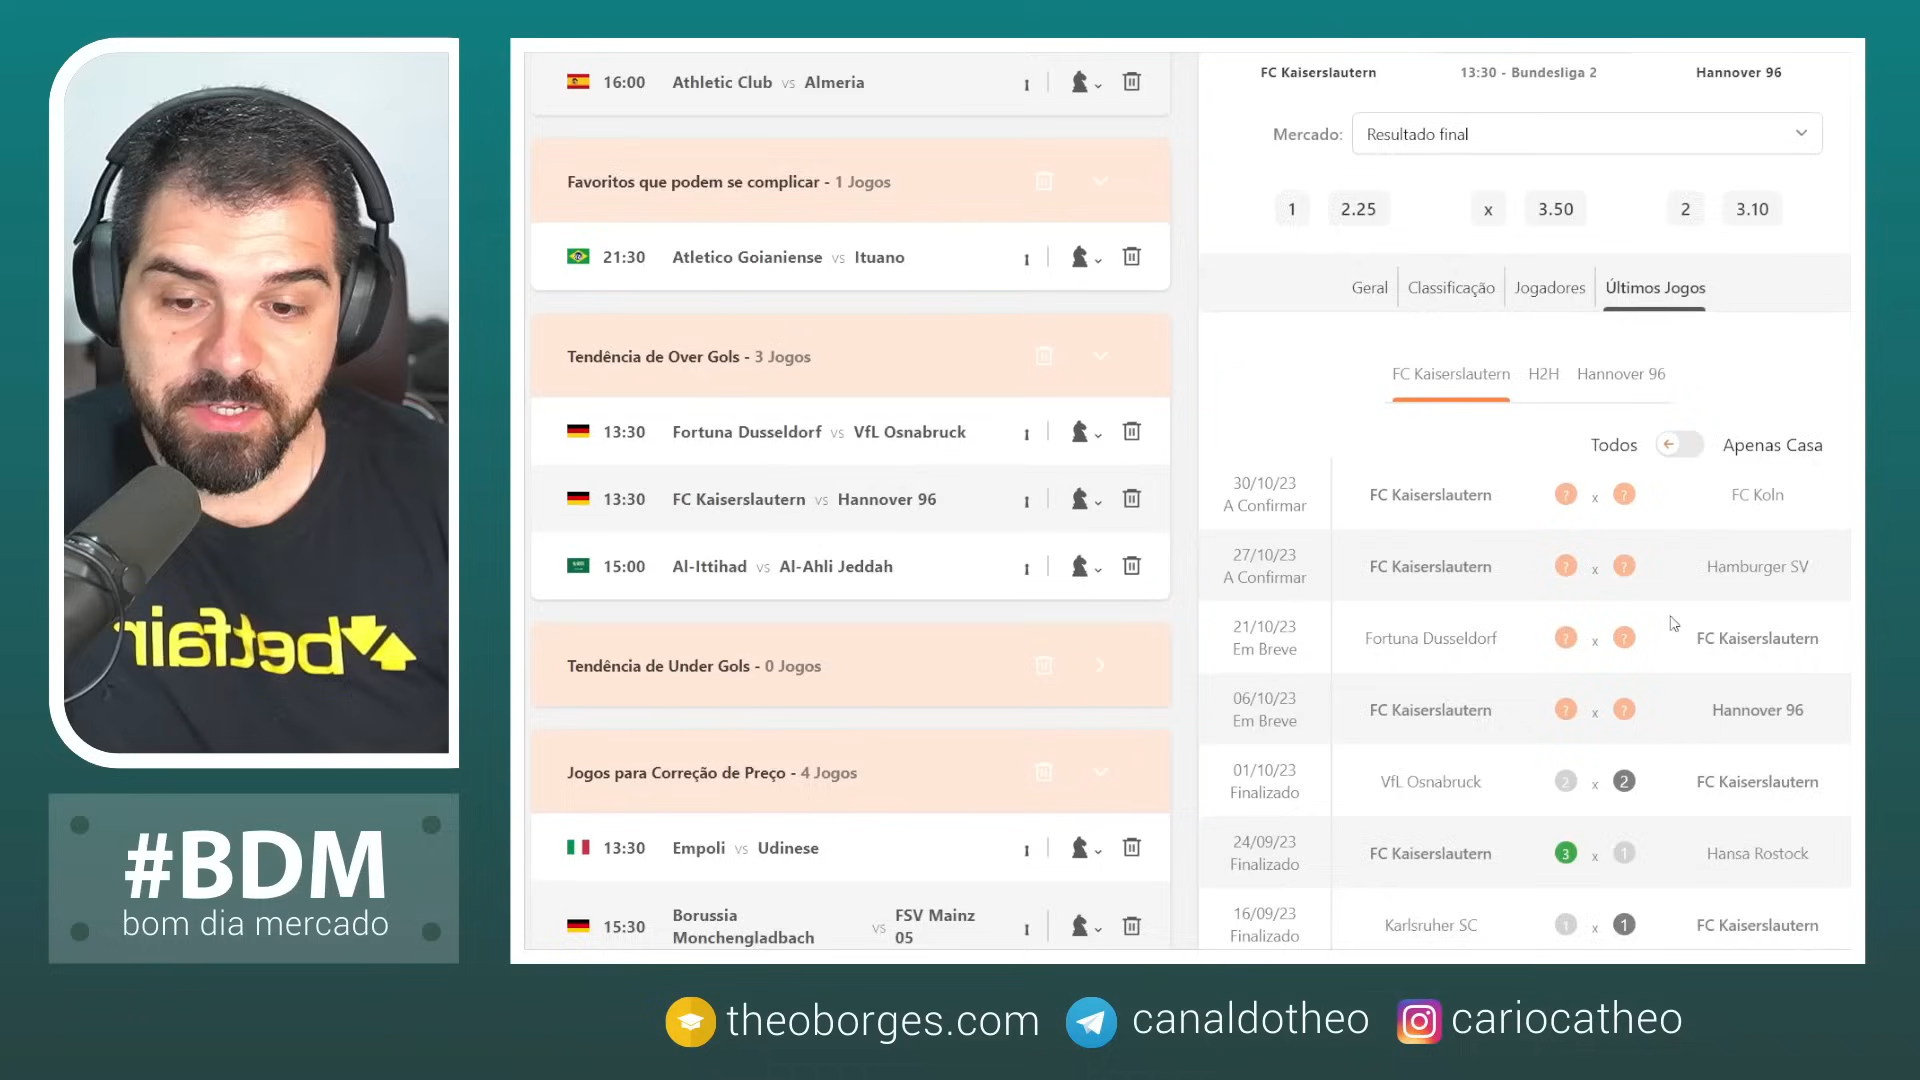 16:00 Athletic Club vs Almeria
Favoritos que podem se complicar - 1 Jogos
21:30 Atletico Goianiense vs Ituano
Tendência de Over Gols - 3 Jogos
13:30 Fortuna Dusseldorf vs VfL Osnabruck
13:30 FC Kaiserslautern vs Hannover 96
15:00 Al-Ittihad vs Al-Ahli Jeddah
Tendência de Under Gols - 0 Jogos
Jogos para Correção de Preço - 4 Jogos
13:30 Empoli vs Udinese
15:30 Borussia Monchengladbach vs FSV Mainz 05
FC Kaiserslautern 13:30 - Bundesliga 2 Hannover 96
Mercado: Resultado final
1 2.25 x 3.50 2 3.10
Geral Classificação Jogadores Últimos Jogos
FC Kaiserslautern H2H Hannover 96
Todos Apenas Casa
30/10/23 A Confirmar FC Kaiserslautern ? x ? FC Koln
27/10/23 A Confirmar FC Kaiserslautern ? x ? Hamburger SV
21/10/23 Em Breve Fortuna Dusseldorf ? x ? FC Kaiserslautern
06/10/23 Em Breve FC Kaiserslautern ? x ? Hannover 96
01/10/23 Finalizado VfL Osnabruck 2 x 2 FC Kaiserslautern
24/09/23 Finalizado FC Kaiserslautern 3 x 1 Hansa Rostock
16/09/23 Finalizado Karlsruher SC 1 x 1 FC Kaiserslautern
betfair
#BDM
bom dia mercado
theoborges.com canaldotheo cariocatheo